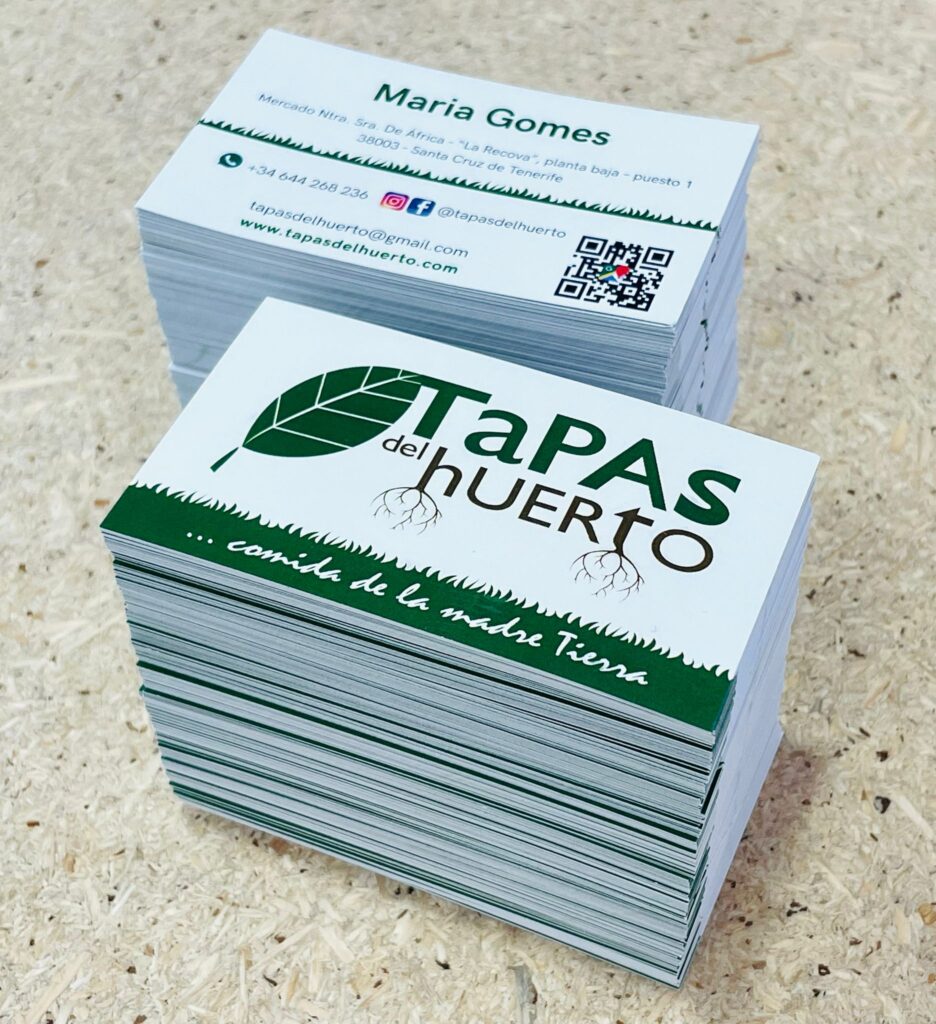 Maria Gomes
Mercado Ntra. Sra. De África - "La Recova", planta baja - puesto 1
38003 - Santa Cruz de Tenerife
+34 644 268 236 @tapasdelhuerto
tapasdelhuerto@gmail.com
www.tapasdelhuerto.com
TaPAs
del hUERtO
... comida de la madre Tierra